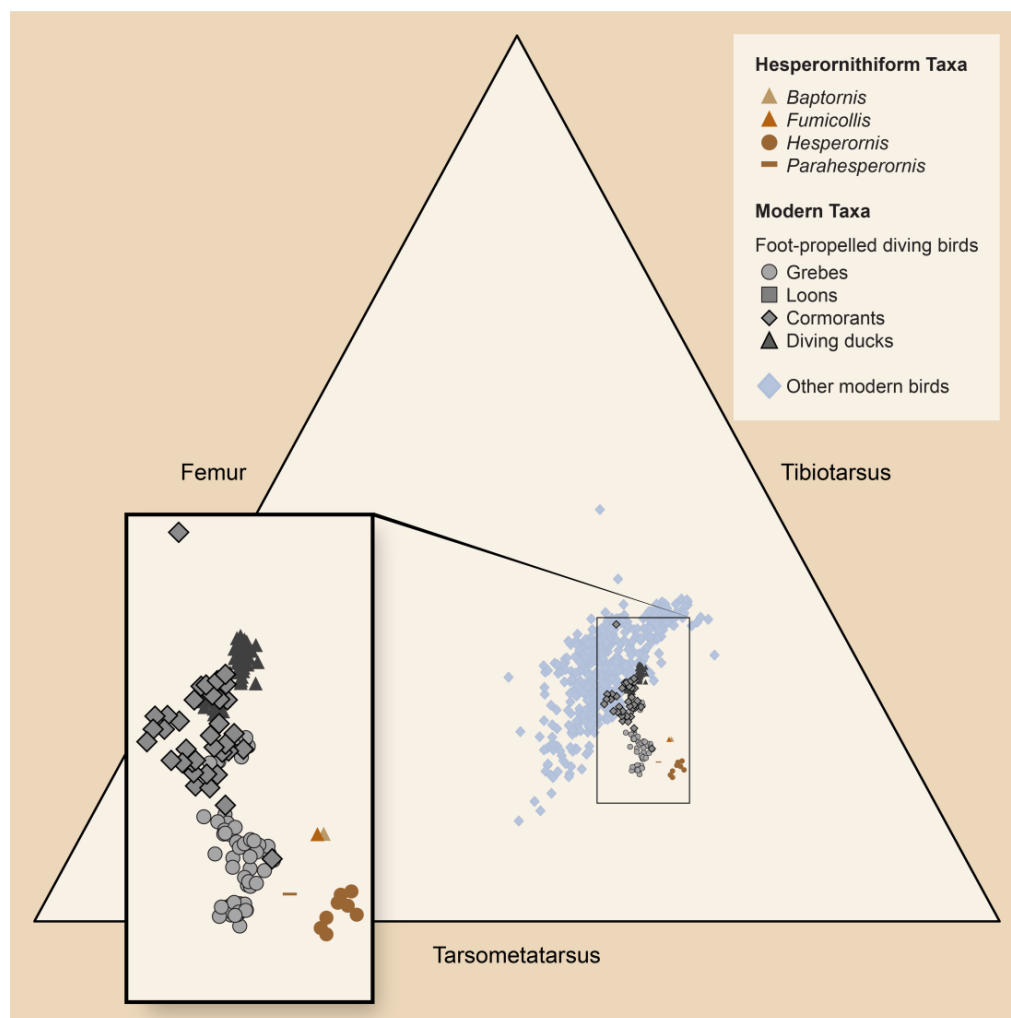 Hesperornithiform Taxa
Baptornis
Fumicollis
Hesperornis
Parahesperornis
Modern Taxa
Foot-propelled diving birds
Grebes
Loons
Cormorants
Diving ducks
Other modern birds
Femur
Tibiotarsus
Tarsometatarsus